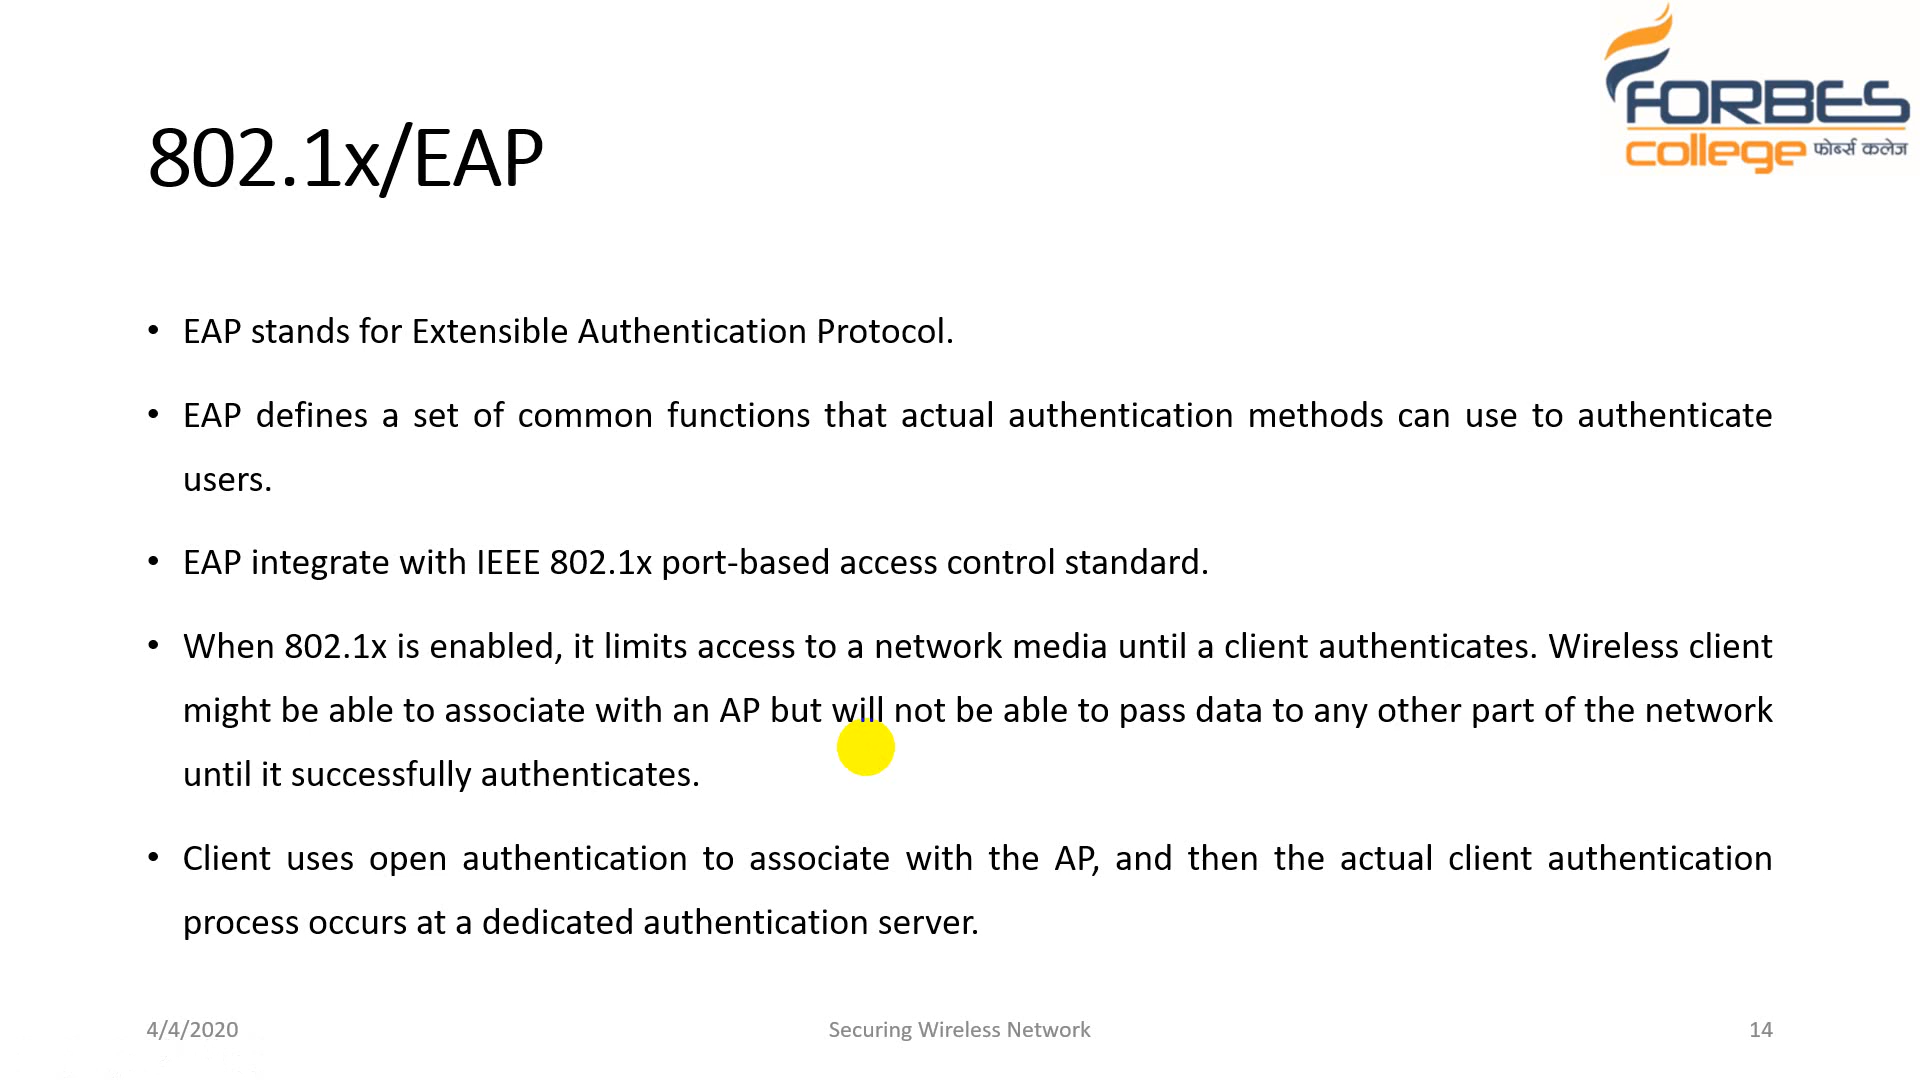 FORBES
college फोर्ब्स कलेज
802.1x/EAP
• EAP stands for Extensible Authentication Protocol.
• EAP defines a set of common functions that actual authentication methods can use to authenticate
users.
• EAP integrate with IEEE 802.1x port-based access control standard.
• When 802.1x is enabled, it limits access to a network media until a client authenticates. Wireless client
might be able to associate with an AP but will not be able to pass data to any other part of the network
until it successfully authenticates.
• Client uses open authentication to associate with the AP, and then the actual client authentication
process occurs at a dedicated authentication server.
4/4/2020 Securing Wireless Network 14